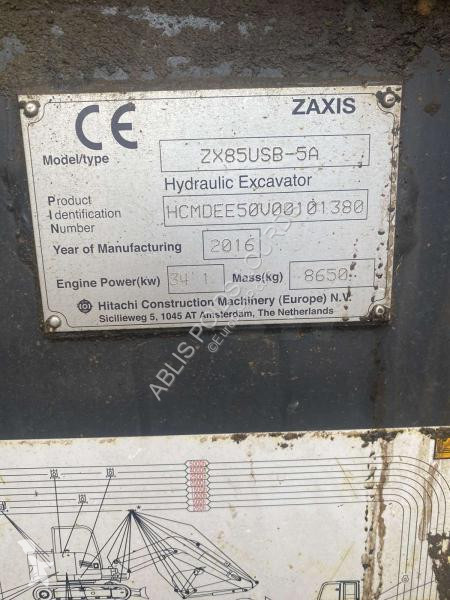 CE
ZAXIS
Model/type ZX85USB-5A
Hydraulic Excavator
Product
Identification HCMDEE50V00101380
Number
Year of Manufacturing 2016
Engine Power(kw) 34 1 Mass(kg) 8650
Hitachi Construction Machinery (Europe) N.V.
Sicilieweg 5, 1045 AT Amsterdam, The Netherlands